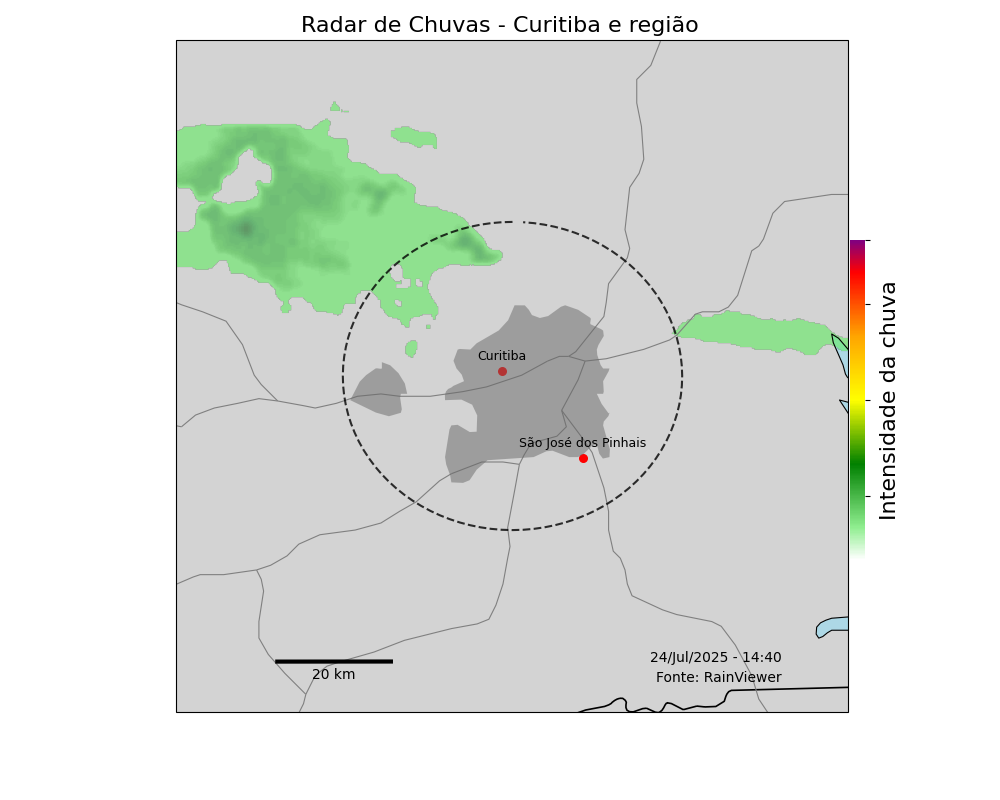 Radar de Chuvas - Curitiba e região
Curitiba
São José dos Pinhais
Intensidade da chuva
24/Jul/2025 - 14:40
Fonte: RainViewer
20 km